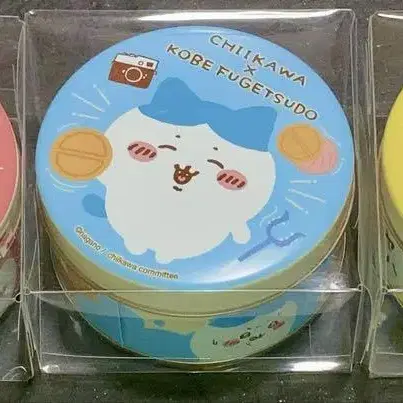 CHIIKAWA
×
KOBE FUGETSUDO
©nagano / chiikawa committee